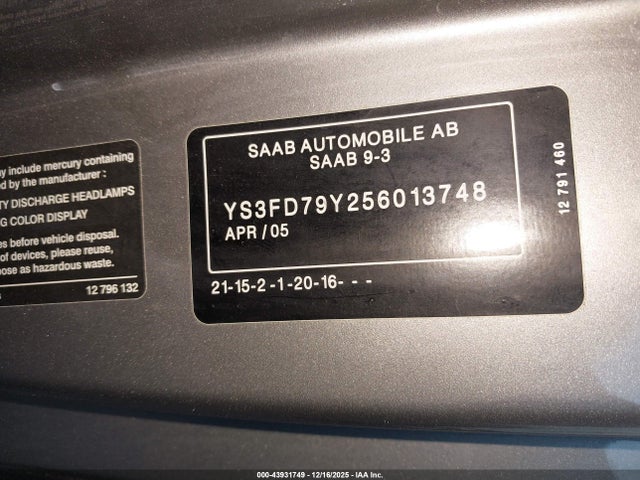 ay include mercury containing
ed by the manufacturer :
TY DISCHARGE HEADLAMPS
G COLOR DISPLAY
es before vehicle disposal.
of devices, please reuse,
ose as hazardous waste.
12 796 132
SAAB AUTOMOBILE AB
SAAB 9-3
YS3FD79Y256013748
APR / 05
21-15-2 -1-20-16- - -
12 791 460
000-43931749 - 12/16/2025 - IAA Inc.